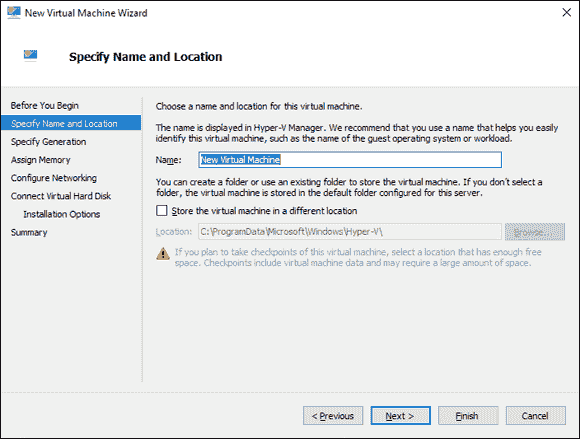 New Virtual Machine Wizard
Specify Name and Location
Before You Begin
Specify Name and Location
Specify Generation
Assign Memory
Configure Networking
Connect Virtual Hard Disk
Installation Options
Summary
Choose a name and location for this virtual machine.
The name is displayed in Hyper-V Manager. We recommend that you use a name that helps you easily
identify this virtual machine, such as the name of the guest operating system or workload.
Name: New Virtual Machine
You can create a folder or use an existing folder to store the virtual machine. If you don't select a
folder, the virtual machine is stored in the default folder configured for this server.
Store the virtual machine in a different location
Location: C:\ProgramData\Microsoft\Windows\Hyper-V\ Browse...
If you plan to take checkpoints of this virtual machine, select a location that has enough free
space. Checkpoints include virtual machine data and may require a large amount of space.
< Previous Next > Finish Cancel